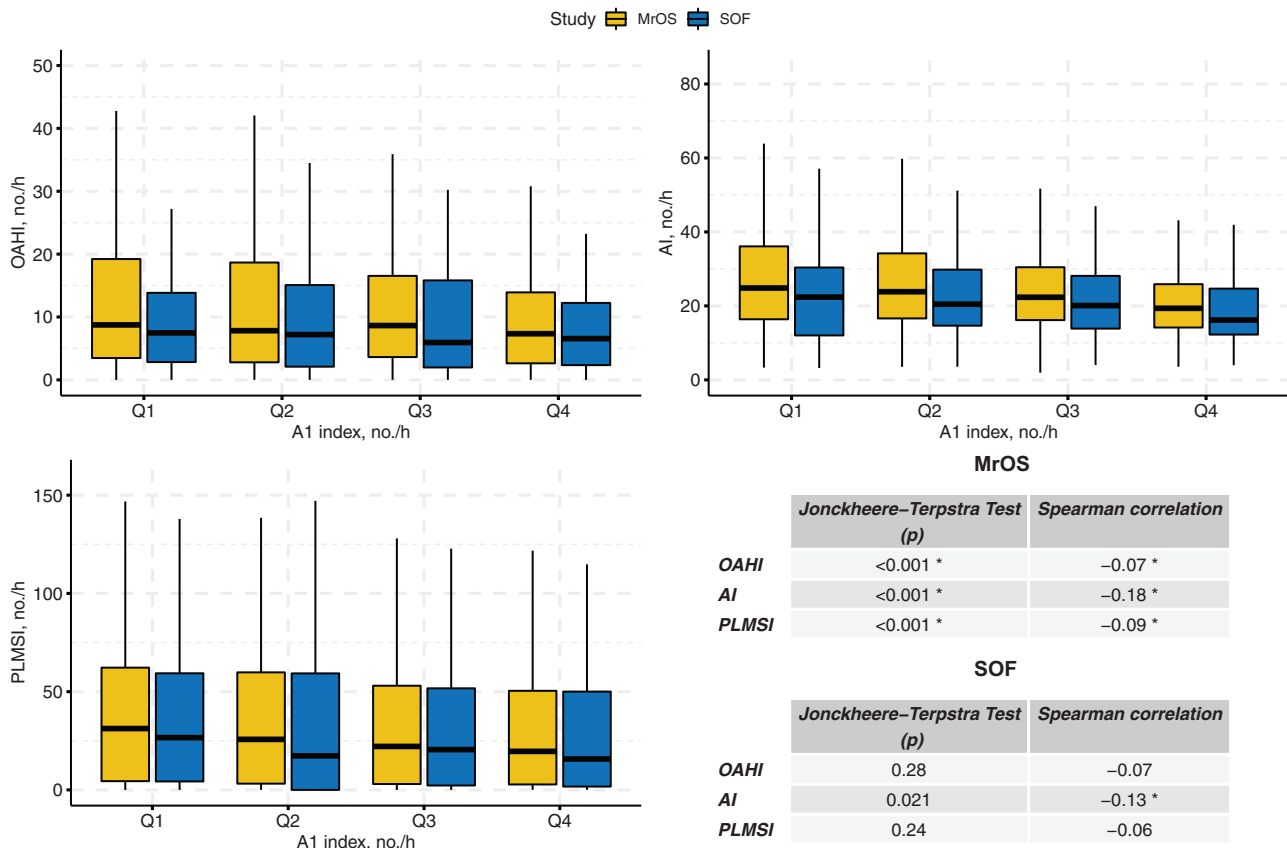 Study MrOS SOF
50
40
30
20
10
0
OAHI, no./h
Q1 Q2 Q3 Q4
A1 index, no./h
80
60
40
20
0
AI, no./h
Q1 Q2 Q3 Q4
A1 index, no./h
150
100
50
0
PLMSI, no./h
Q1 Q2 Q3 Q4
A1 index, no./h
MrOS
Jonckheere−Terpstra Test (p) Spearman correlation
OAHI <0.001 * −0.07 *
AI <0.001 * −0.18 *
PLMSI <0.001 * −0.09 *
SOF
Jonckheere−Terpstra Test (p) Spearman correlation
OAHI 0.28 −0.07
AI 0.021 −0.13 *
PLMSI 0.24 −0.06